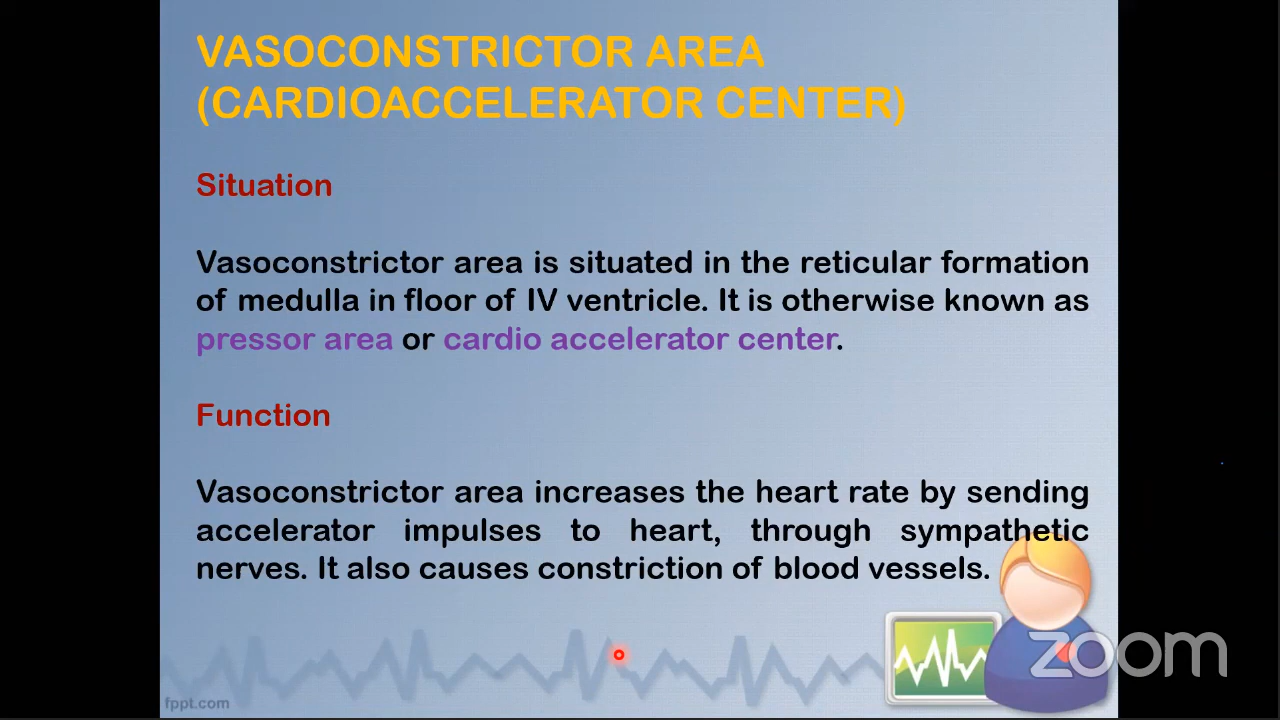 VASOCONSTRICTOR AREA
(CARDIOACCELERATOR CENTER)
Situation
Vasoconstrictor area is situated in the reticular formation
of medulla in floor of IV ventricle. It is otherwise known as
pressor area or cardio accelerator center.
Function
Vasoconstrictor area increases the heart rate by sending
accelerator impulses to heart, through sympathetic
nerves. It also causes constriction of blood vessels.
zoom
fppt.com